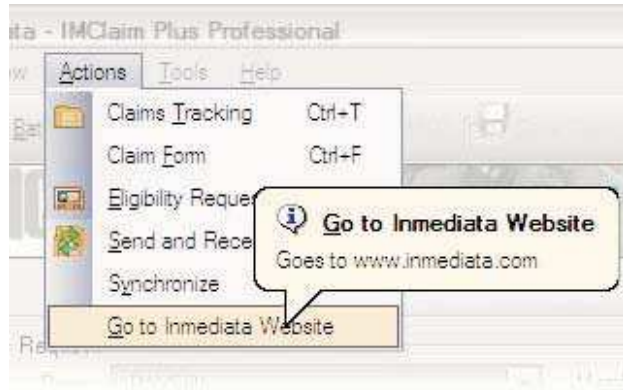 ta - IMClaim Plus Professional
Actions Tools Help
Claims Tracking Ctrl+T
Claim Form Ctrl+F
Eligibility Reque
Send and Rece
Synchronize
Go to Inmediata Website
Go to Inmediata Website
Goes to www.inmediata.com